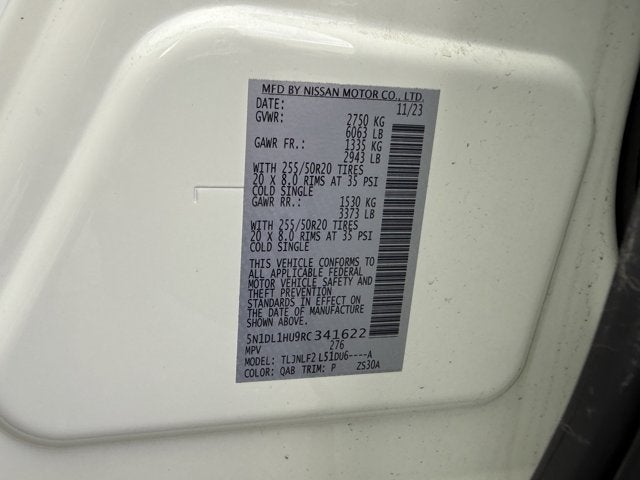 MFD BY NISSAN MOTOR CO., LTD.
DATE: 11/23
GVWR: 2750 KG
6063 LB
GAWR FR.: 1335 KG
2943 LB
WITH 255/50R20 TIRES
20 X 8.0 RIMS AT 35 PSI
COLD SINGLE
GAWR RR.: 1530 KG
3373 LB
WITH 255/50R20 TIRES
20 X 8.0 RIMS AT 35 PSI
COLD SINGLE
THIS VEHICLE CONFORMS TO
ALL APPLICABLE FEDERAL
MOTOR VEHICLE SAFETY AND
THEFT PREVENTION
STANDARDS IN EFFECT ON
THE DATE OF MANUFACTURE
SHOWN ABOVE.
5N1DL1HU9RC341622
MPV 276
MODEL: TLJNLF2 L51DU6----A
COLOR: QAB TRIM: P ZS30A